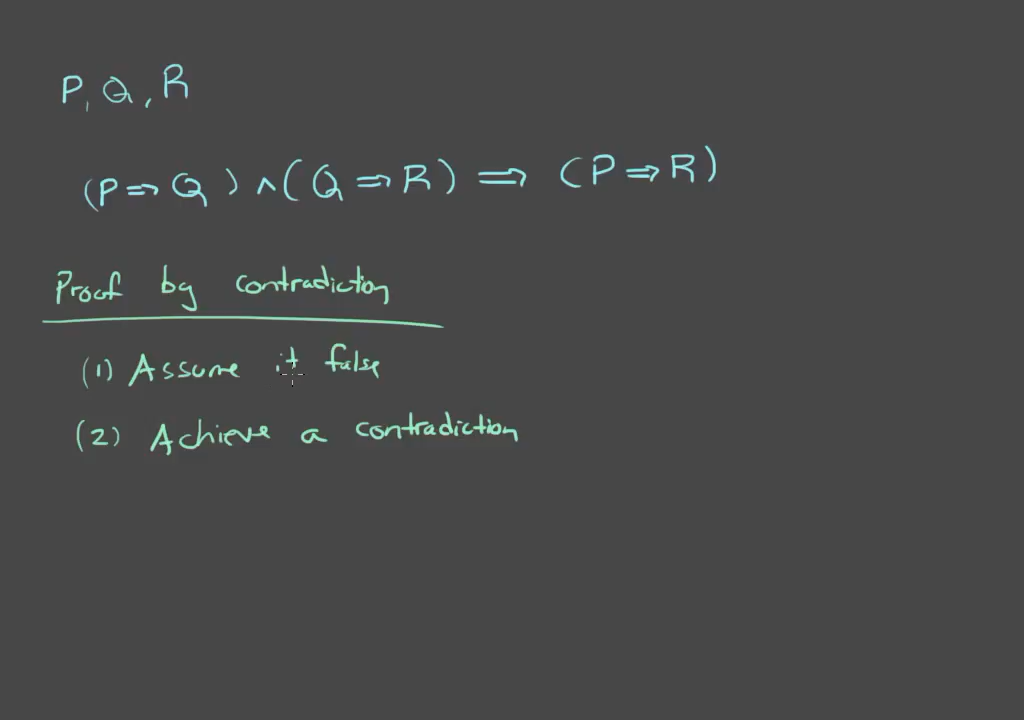 P, Q, R
(P ⇒ Q) ∧ (Q ⇒ R) ⟹ (P ⇒ R)
Proof by contradiction
(1) Assume it false
(2) Achieve a contradiction